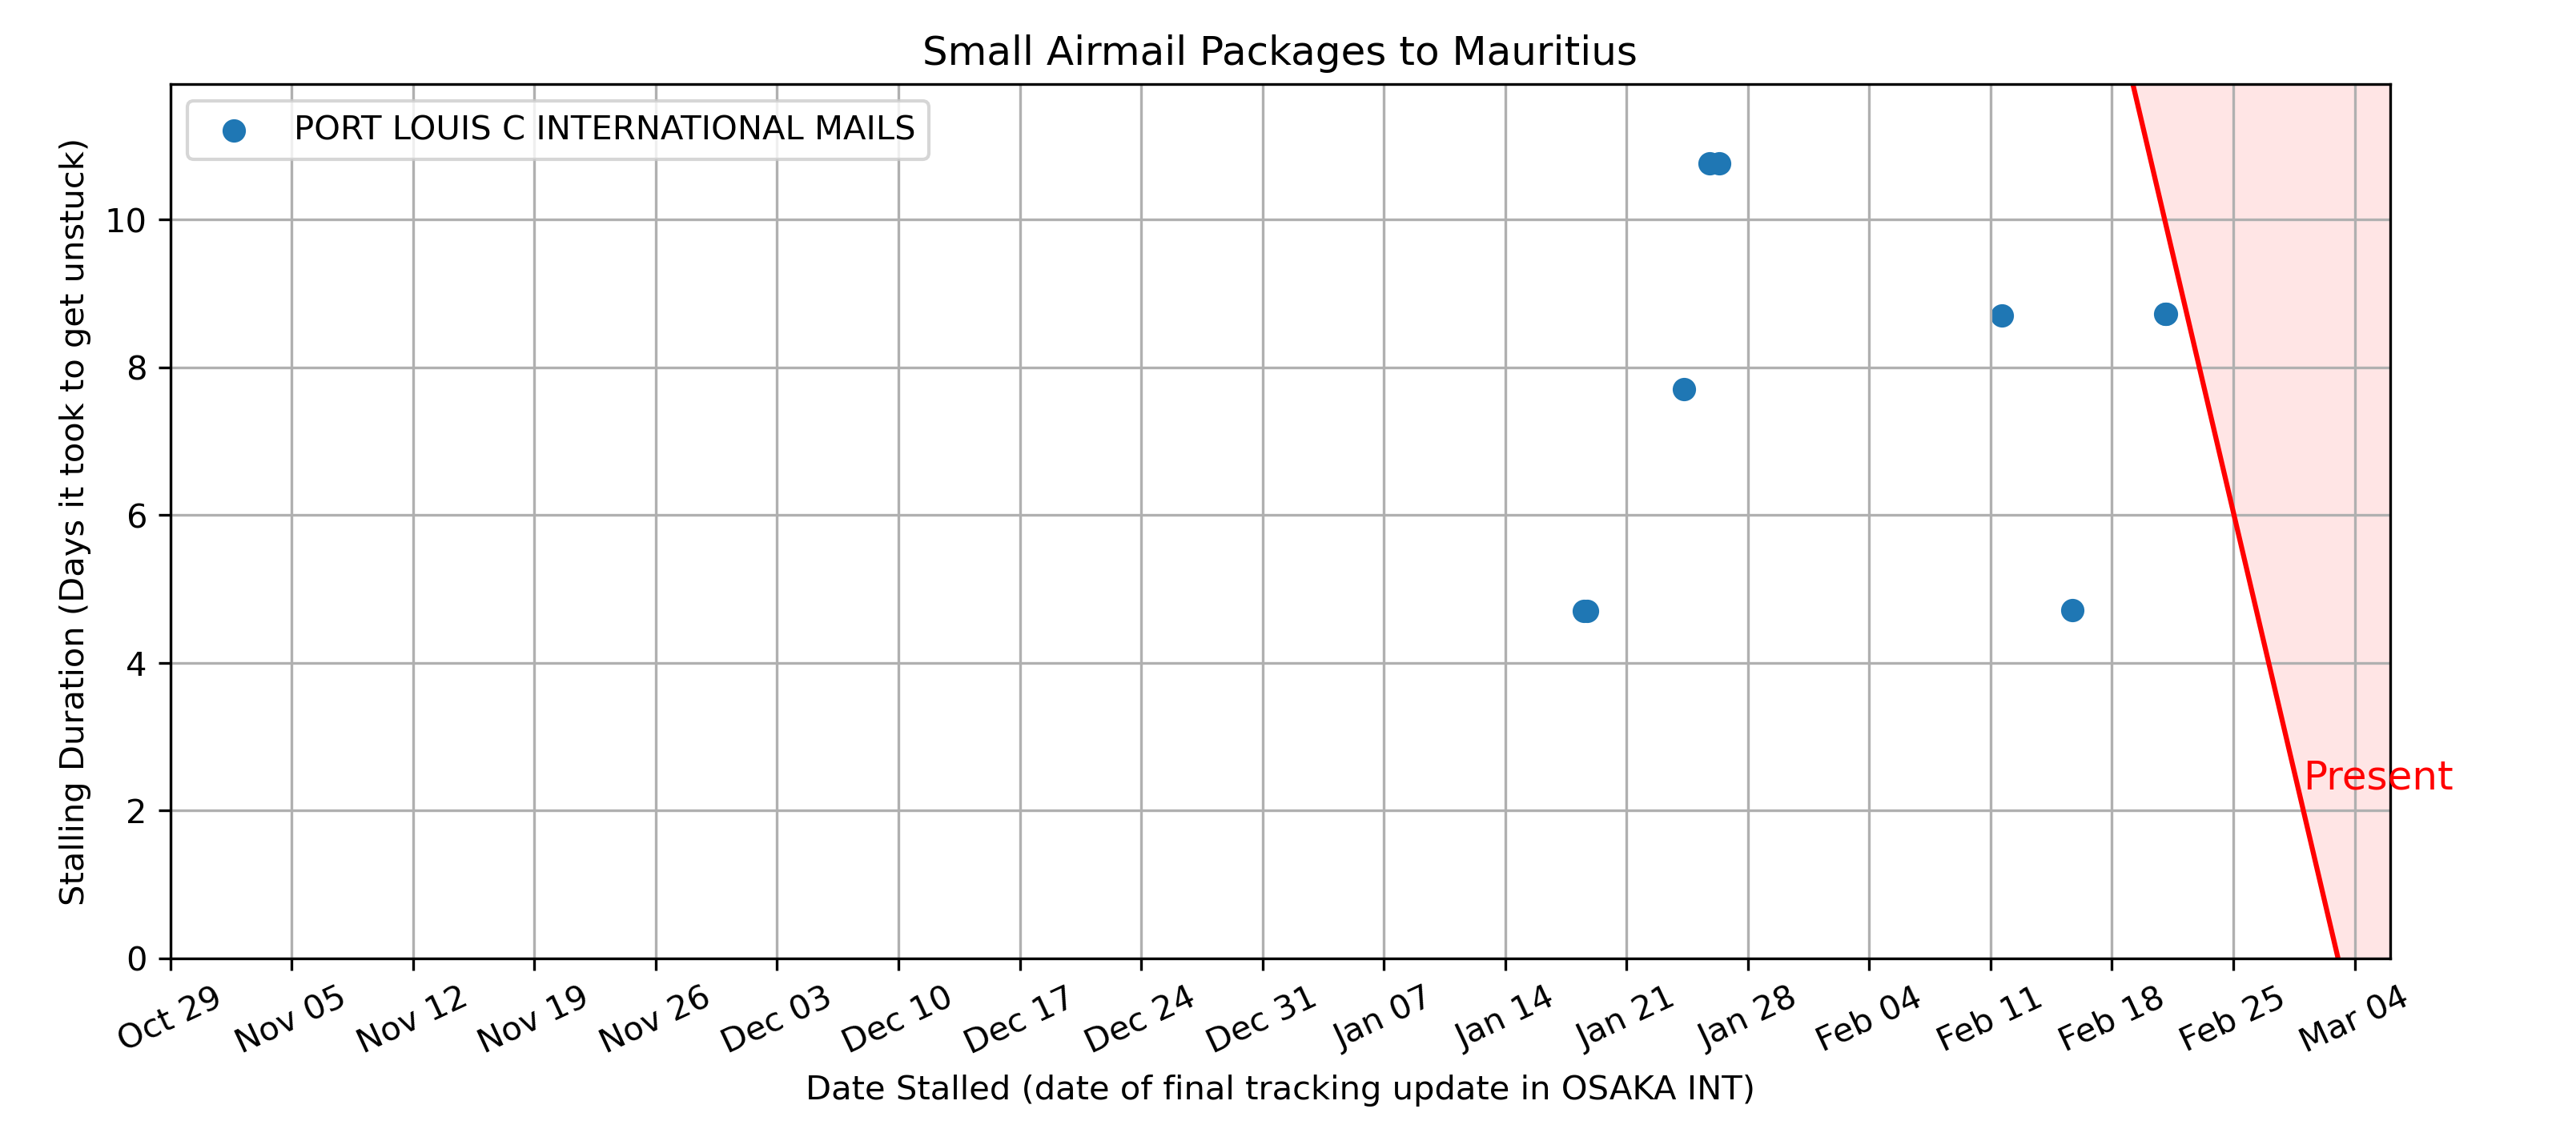 Small Airmail Packages to Mauritius
PORT LOUIS C INTERNATIONAL MAILS
Stalling Duration (Days it took to get unstuck)
10
8
6
4
2
0
Present
Oct 29
Nov 05
Nov 12
Nov 19
Nov 26
Dec 03
Dec 10
Dec 17
Dec 24
Dec 31
Jan 07
Jan 14
Jan 21
Jan 28
Feb 04
Feb 11
Feb 18
Feb 25
Mar 04
Date Stalled (date of final tracking update in OSAKA INT)